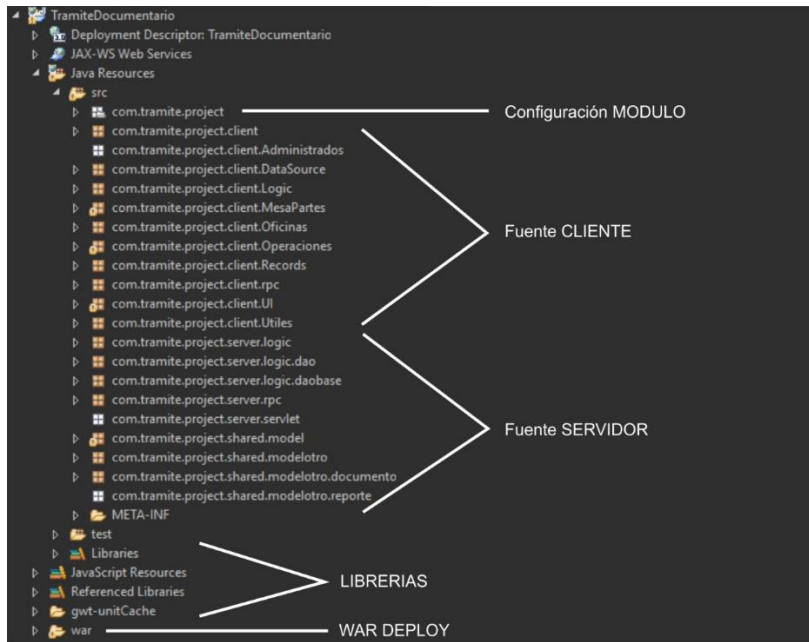 TramiteDocumentario
Deployment Descriptor: TramiteDocumentario
JAX-WS Web Services
Java Resources
src
com.tramite.project
Configuración MODULO
com.tramite.project.client
com.tramite.project.client.Administrados
com.tramite.project.client.DataSource
com.tramite.project.client.Logic
com.tramite.project.client.MesaPartes
com.tramite.project.client.Oficinas
Fuente CLIENTE
com.tramite.project.client.Operaciones
com.tramite.project.client.Records
com.tramite.project.client.rpc
com.tramite.project.client.UI
com.tramite.project.client.Utiles
com.tramite.project.server.logic
com.tramite.project.server.logic.dao
com.tramite.project.server.logic.daobase
com.tramite.project.server.rpc
com.tramite.project.server.servlet
Fuente SERVIDOR
com.tramite.project.shared.model
com.tramite.project.shared.modelotro
com.tramite.project.shared.modelotro.documento
com.tramite.project.shared.modelotro.reporte
META-INF
test
Libraries
JavaScript Resources
LIBRERIAS
Referenced Libraries
gwt-unitCache
war
WAR DEPLOY